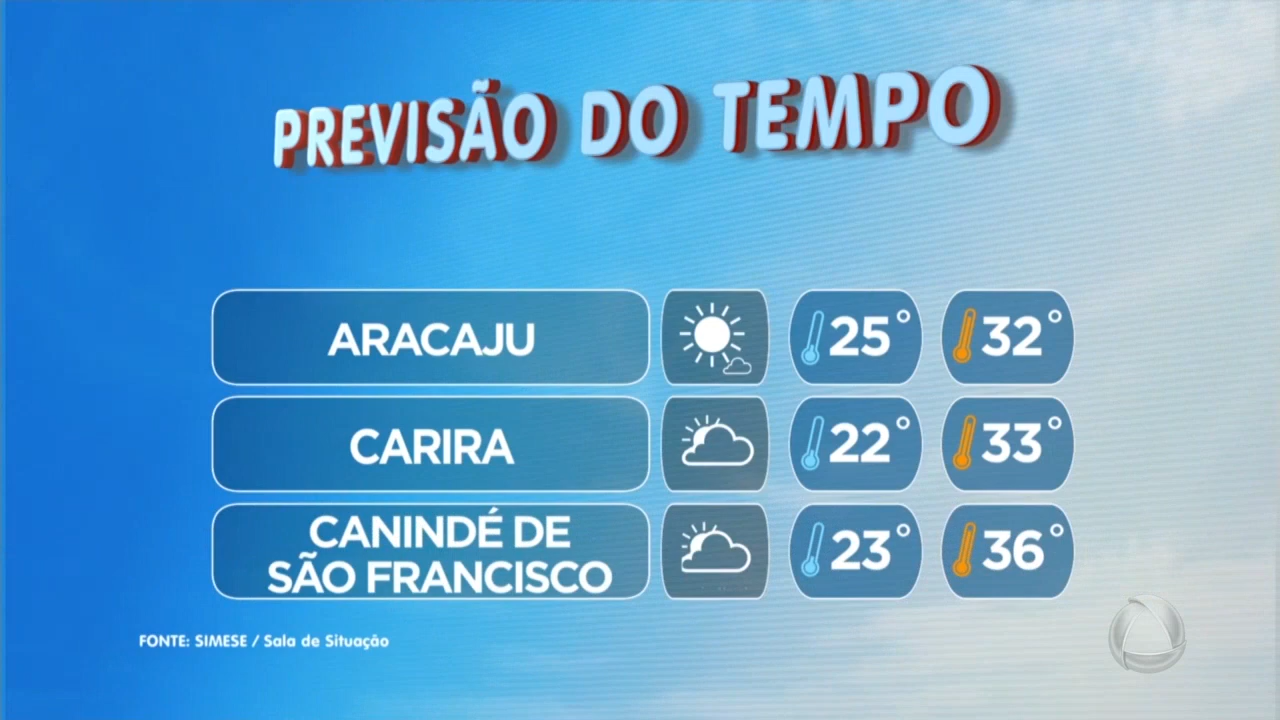 PREVISÃO DO TEMPO
ARACAJU 25° 32°
CARIRA 22° 33°
CANINDÉ DE
SÃO FRANCISCO 23° 36°
FONTE: SIMESE / Sala de Situação